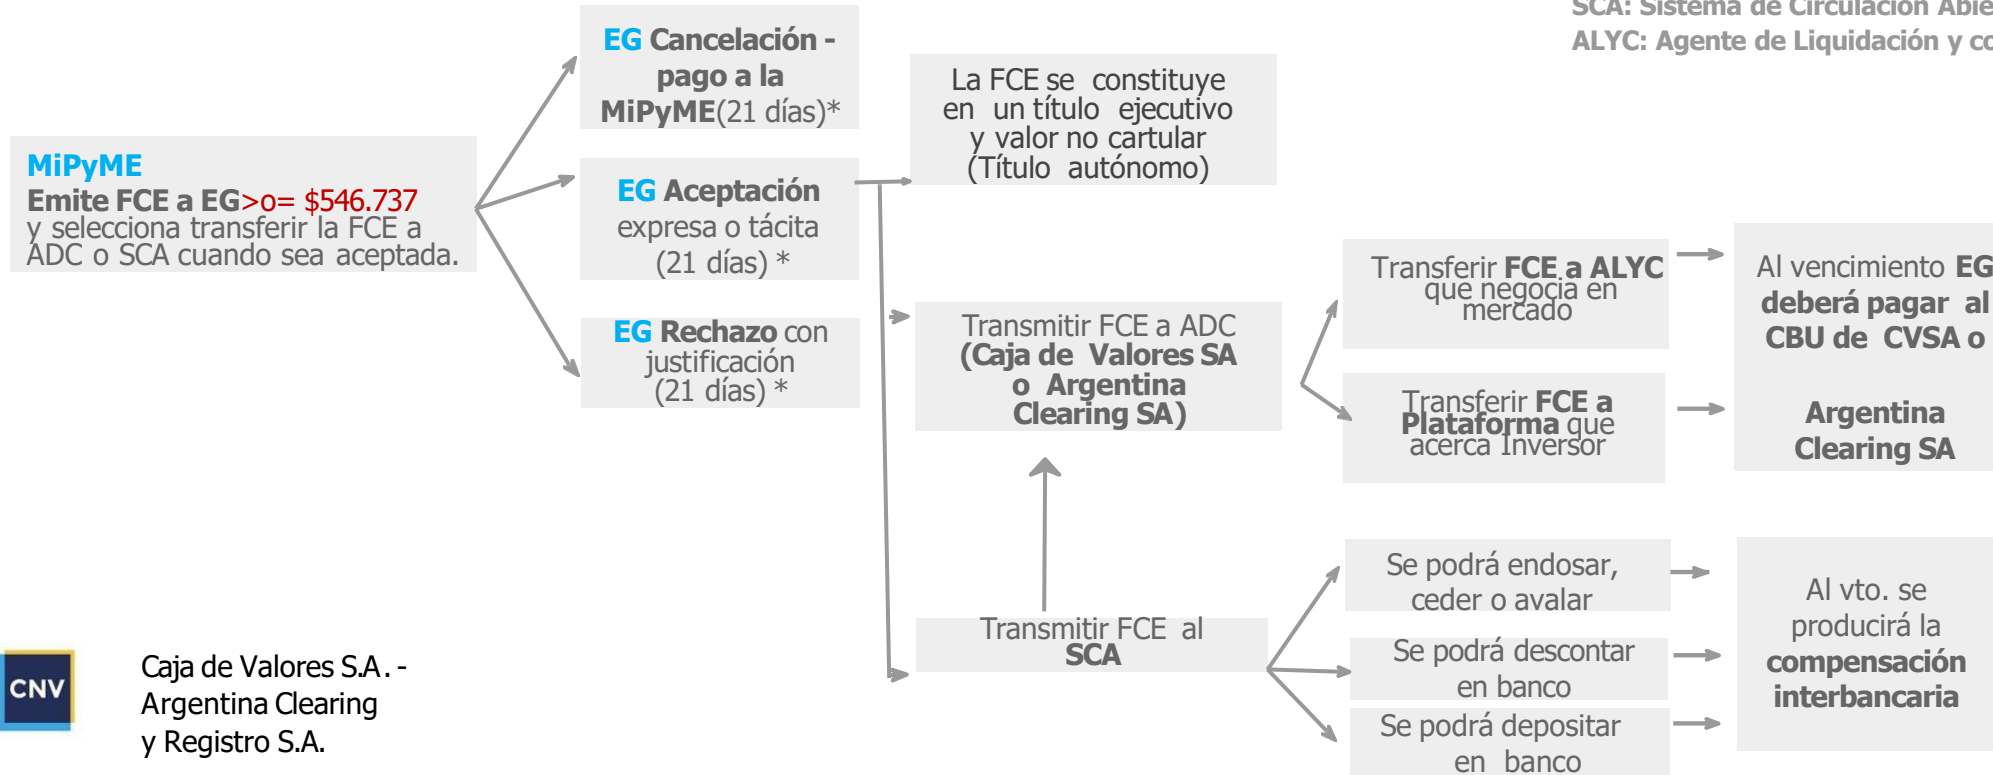 SCA: Sistema de Circulación Abie
ALYC: Agente de Liquidación y co
MiPyME
Emite FCE a EG>o= $546.737
y selecciona transferir la FCE a
ADC o SCA cuando sea aceptada.
EG Cancelación -
pago a la
MiPyME(21 días)*
EG Aceptación
expresa o tácita
(21 días) *
EG Rechazo con
justificación
(21 días) *
La FCE se constituye
en un título ejecutivo
y valor no cartular
(Título autónomo)
Transmitir FCE a ADC
(Caja de Valores SA
o Argentina
Clearing SA)
Transmitir FCE al
SCA
Transferir FCE a ALYC
que negocia en
mercado
Transferir FCE a
Plataforma que
acerca Inversor
Al vencimiento EG
deberá pagar al
CBU de CVSA o
Argentina
Clearing SA
Se podrá endosar,
ceder o avalar
Se podrá descontar
en banco
Se podrá depositar
en banco
Al vto. se
producirá la
compensación
interbancaria
CNV
Caja de Valores S.A. -
Argentina Clearing
y Registro S.A.